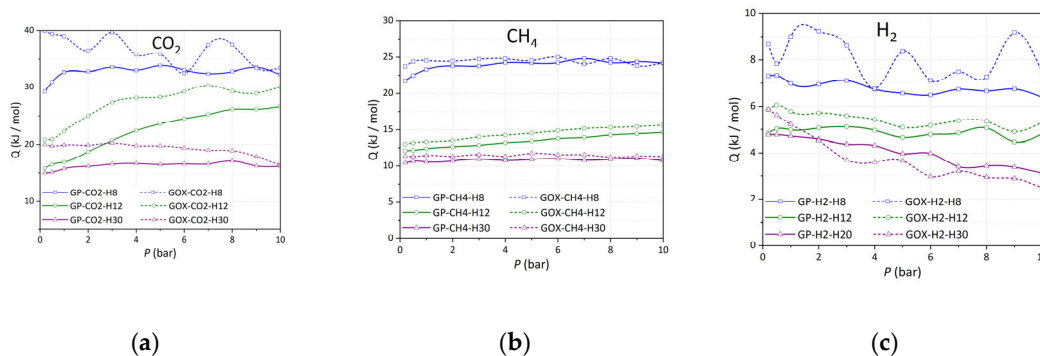 CO2
Q (kJ / mol)
40
30
20
10
GP-CO2-H8 GOX-CO2-H8
GP-CO2-H12 GOX-CO2-H12
GP-CO2-H30 GOX-CO2-H30
0 2 4 6 8 10
P (bar)
(a)
CH4
Q (kJ / mol)
30
25
20
15
10
5
0
GP-CH4-H8 GOX-CH4-H8
GP-CH4-H12 GOX-CH4-H12
GP-CH4-H30 GOX-CH4-H30
0 2 4 6 8 10
P (bar)
(b)
H2
Q (kJ / mol)
10
8
6
4
2
0
GP-H2-H8 GOX-H2-H8
GP-H2-H12 GOX-H2-H12
GP-H2-H20 GOX-H2-H30
0 2 4 6 8 10
P (bar)
(c)